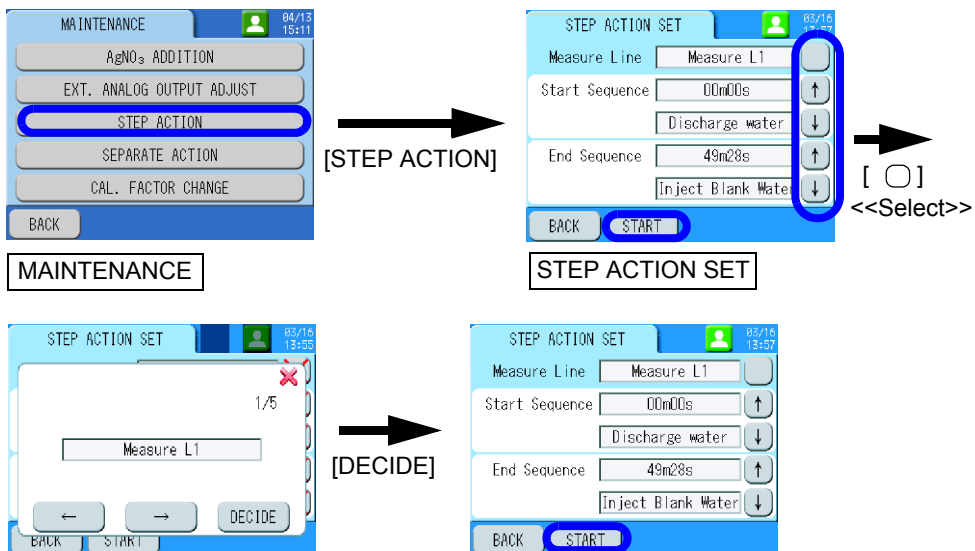 MAINTENANCE
04/13
15:11
AgNO₃ ADDITION
EXT. ANALOG OUTPUT ADJUST
STEP ACTION
SEPARATE ACTION
CAL. FACTOR CHANGE
BACK
MAINTENANCE
[STEP ACTION]
STEP ACTION SET
03/16
13:57
Measure Line Measure L1
Start Sequence 00m00s ↑
Discharge water ↓
End Sequence 49m28s ↑
Inject Blank Water ↓
BACK START
STEP ACTION SET
[ ◯ ]
<<Select>>
STEP ACTION SET
03/16
13:55
1/5
Measure L1
← → DECIDE
BACK START
[DECIDE]
STEP ACTION SET
03/16
13:57
Measure Line Measure L1
Start Sequence 00m00s ↑
Discharge water ↓
End Sequence 49m28s ↑
Inject Blank Water ↓
BACK START